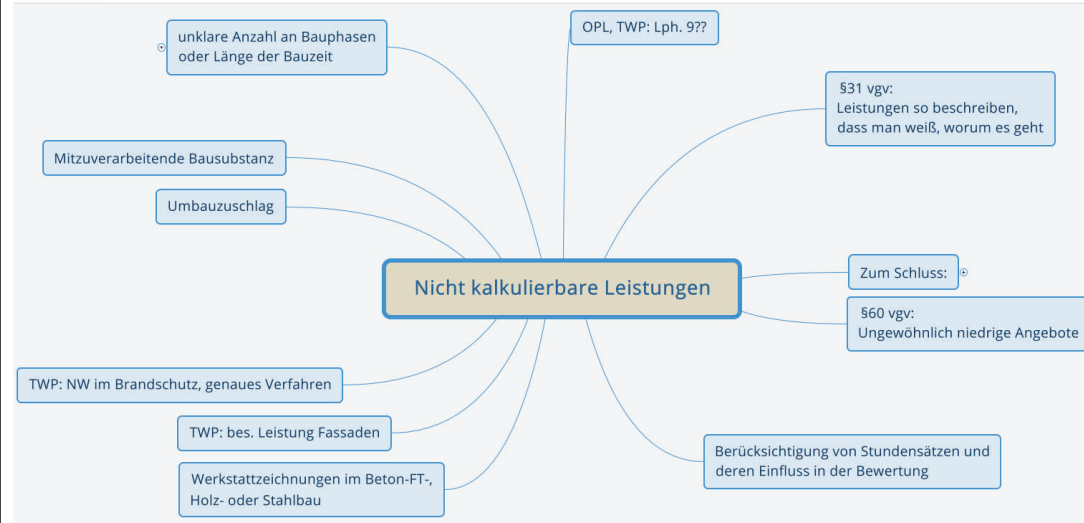 OPL, TWP: Lph. 9??
unklare Anzahl an Bauphasen
oder Länge der Bauzeit
§31 vgv:
Leistungen so beschreiben,
dass man weiß, worum es geht
Mitzuverarbeitende Bausubstanz
Umbauzuschlag
Nicht kalkulierbare Leistungen
Zum Schluss:
§60 vgv:
Ungewöhnlich niedrige Angebote
TWP: NW im Brandschutz, genaues Verfahren
TWP: bes. Leistung Fassaden
Berücksichtigung von Stundensätzen und
deren Einfluss in der Bewertung
Werkstattzeichnungen im Beton-FT-,
Holz- oder Stahlbau